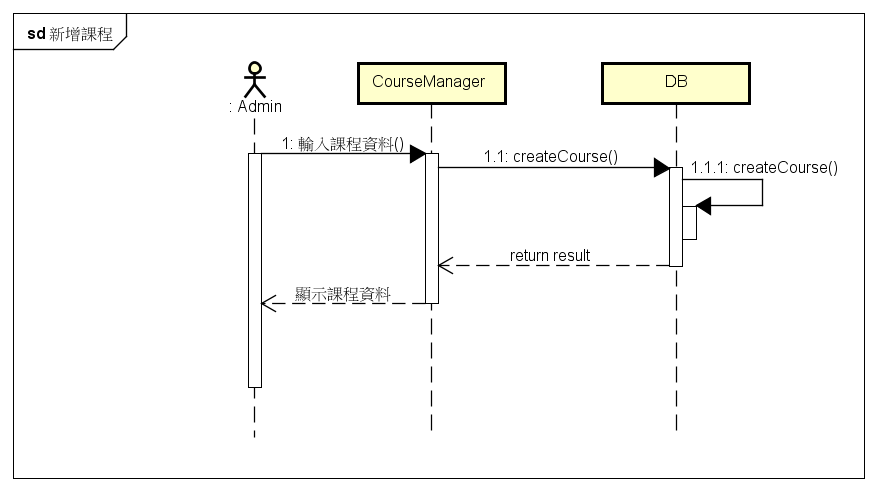 sd 新增課程
: Admin
CourseManager
DB
1: 輸入課程資料()
1.1: createCourse()
1.1.1: createCourse()
return result
顯示課程資料